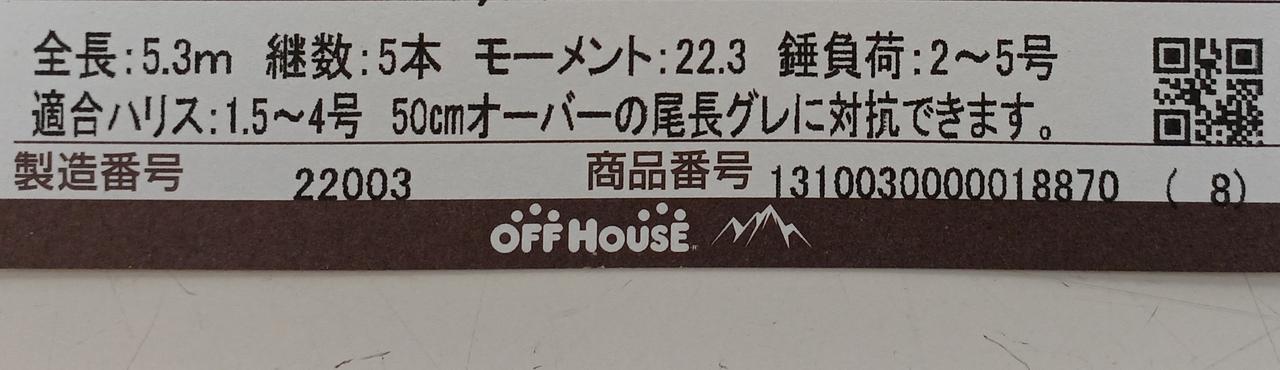 全長:5.3m 継数:5本 モーメント:22.3 錘負荷:2～5号
適合ハリス:1.5～4号 50cmオーバーの尾長グレに対抗できます。
製造番号 22003 商品番号 1310030000018870 ( 8)
OFF HOUSE